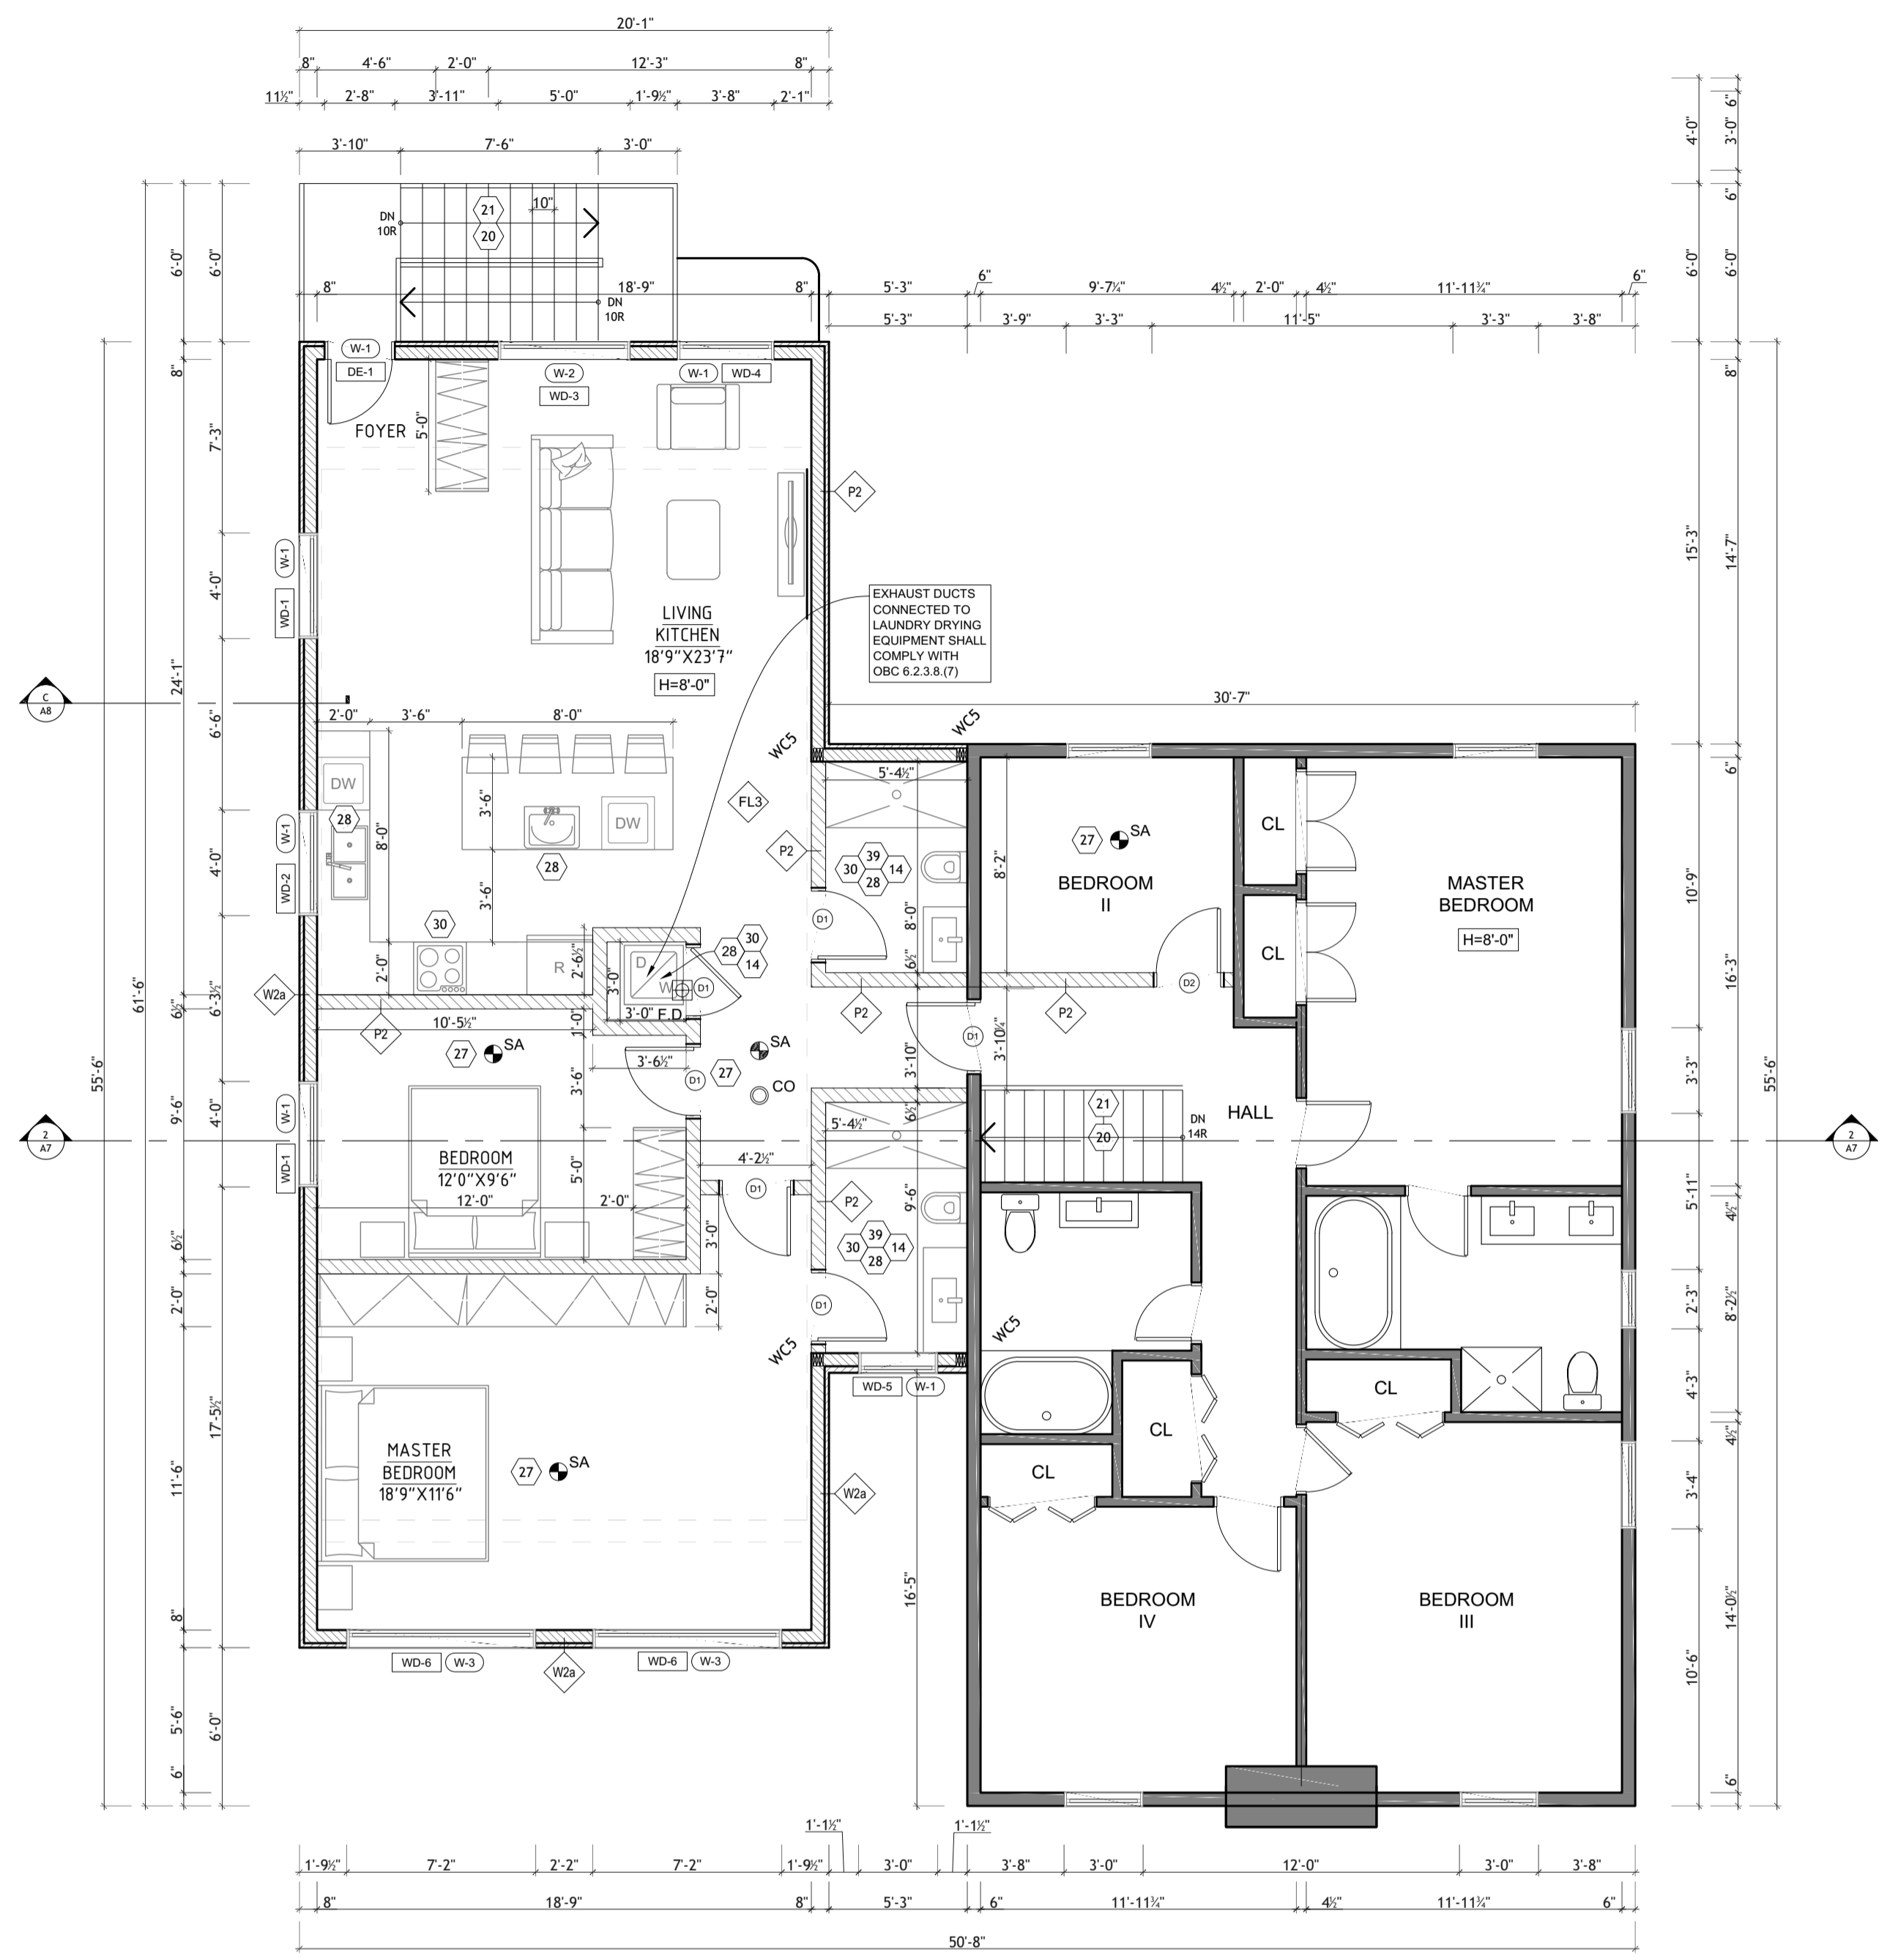 20'-1"
8" 4'-6" 2'-0" 12'-3" 8"
11½" 2'-8" 3'-11" 5'-0" 1'-9½" 3'-8" 2'-1"
3'-10" 7'-6" 3'-0"
4'-0" 3'-0" 6"
6"
DN
10R
21
20
10"
DN
10R
6'-0" 6'-0"
6'-0" 6'-0"
8" 18'-9" 8" 5'-3" 6" 9'-7¼" 4½" 2'-0" 4½" 11'-11¾" 6"
5'-3" 3'-9" 3'-3" 11'-5" 3'-3" 3'-8"
8"
8"
W-1
DE-1
W-2
WD-3
W-1 WD-4
FOYER
5'-0"
7'-3"
P2
W-1
WD-1
4'-0"
15'-3"
14'-7"
EXHAUST DUCTS
CONNECTED TO
LAUNDRY DRYING
EQUIPMENT SHALL
COMPLY WITH
OBC 6.2.3.8.(7)
LIVING
KITCHEN
18'9"X23'7"
H=8'-0"
24'-1"
C
A8
30'-7"
2'-0" 3'-6" 8'-0"
6'-6"
WC5
WC5
5'-4½"
6"
DW
28
8'-0"
3'-6"
DW
FL3
28
3'-6"
P2
W-1
WD-2
4'-0"
39
30 14
28
D1
8'-0"
6½"
8'-2"
27
SA
BEDROOM
II
CL
CL
MASTER
BEDROOM
H=8'-0"
10'-9"
16'-3"
30
R
2'-0"
2'-6½"
3'-0"
D
W
3'-0"
F.D.
D1
30
28
14
W2a
P2
10'-5½"
1'-0"
3'-6½"
61'-6"
55'-6"
6½"
6'-3½"
P2
P2
D2
D1
3'-10"
3'-10¼"
3'-3"
55'-6"
27
SA
D1
27
SA
CO
3'-6"
6½"
9'-6"
4'-0"
W-1
WD-1
2
A7
21
20
DN
14R
HALL
2
A7
BEDROOM
12'0"X9'6"
12'-0" 2'-0"
5'-0"
4'-2½"
D1
5'-4½"
P2
9'-6"
39
30 14
28
3'-0"
2'-0"
D1
6½"
2'-0"
5'-11"
4½"
2'-3"
8'-2½"
4'-3"
4½"
WC5
WC5
WD-5 W-1
CL
CL
CL
MASTER
BEDROOM
18'9"X11'6"
27
SA
W2a
17'-5½"
11'-6"
3'-4"
16'-5"
BEDROOM
IV
BEDROOM
III
14'-0½"
10'-6"
8"
WD-6 W-3
W2a
WD-6 W-3
5'-6"
6'-0"
6"
6"
1'-1½" 1'-1½"
1'-9½" 7'-2" 2'-2" 7'-2" 1'-9½" 3'-0" 3'-8" 3'-0" 12'-0" 3'-0" 3'-8"
8" 18'-9" 8" 5'-3" 6" 11'-11¾" 4½" 11'-11¾" 6"
50'-8"